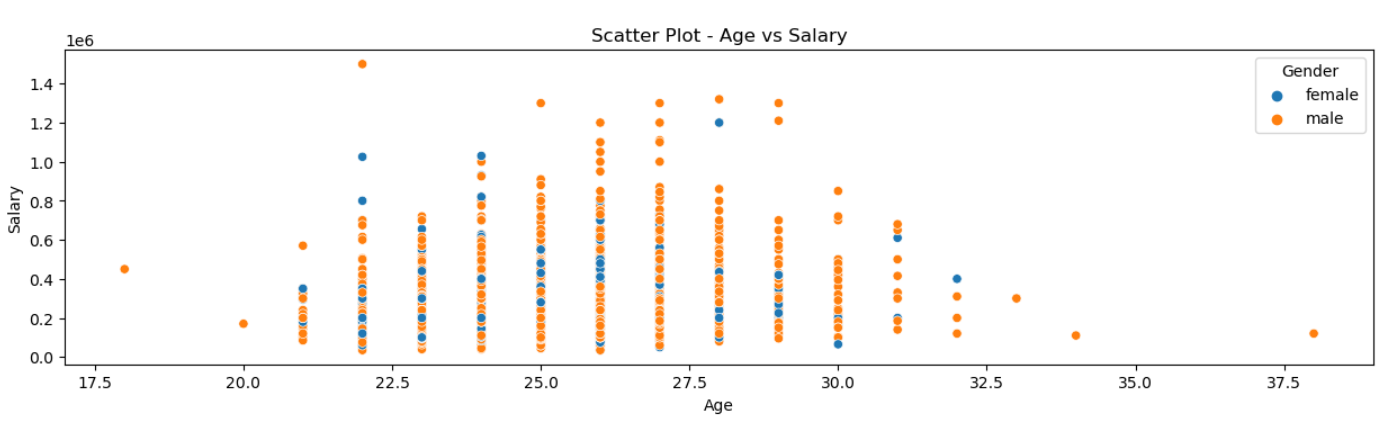 Scatter Plot - Age vs Salary
1e6
Gender
female
male
1.4
1.2
1.0
0.8
0.6
0.4
0.2
0.0
Salary
17.5 20.0 22.5 25.0 27.5 30.0 32.5 35.0 37.5
Age